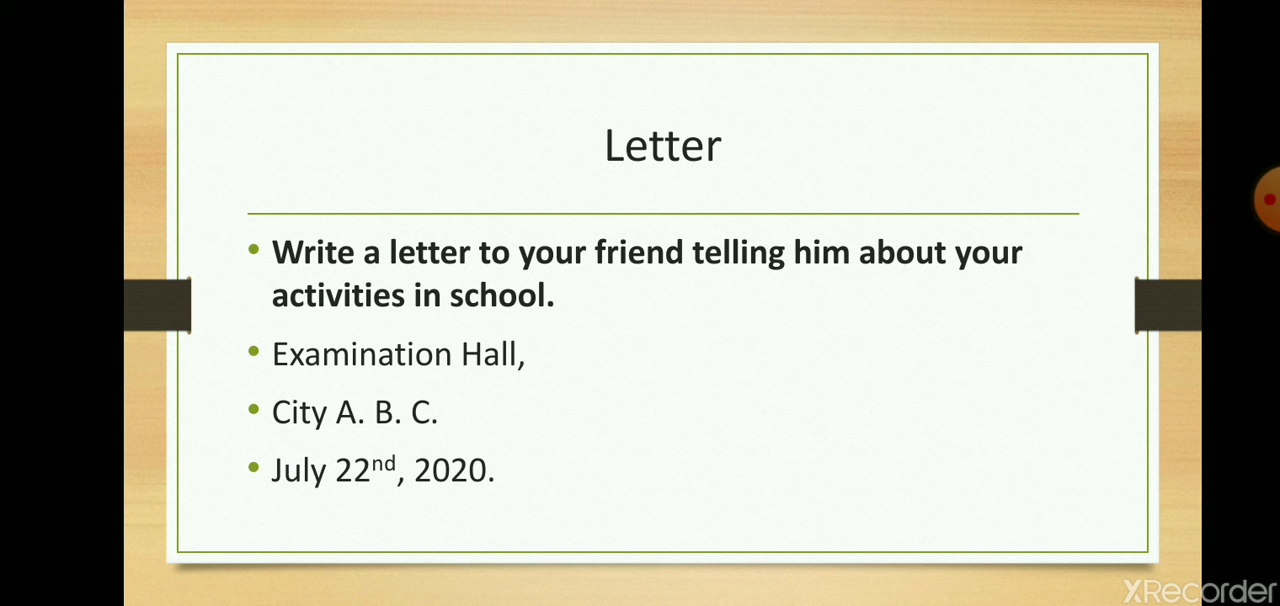 Letter
• Write a letter to your friend telling him about your
activities in school.
• Examination Hall,
• City A. B. C.
• July 22nd, 2020.
XRecorder